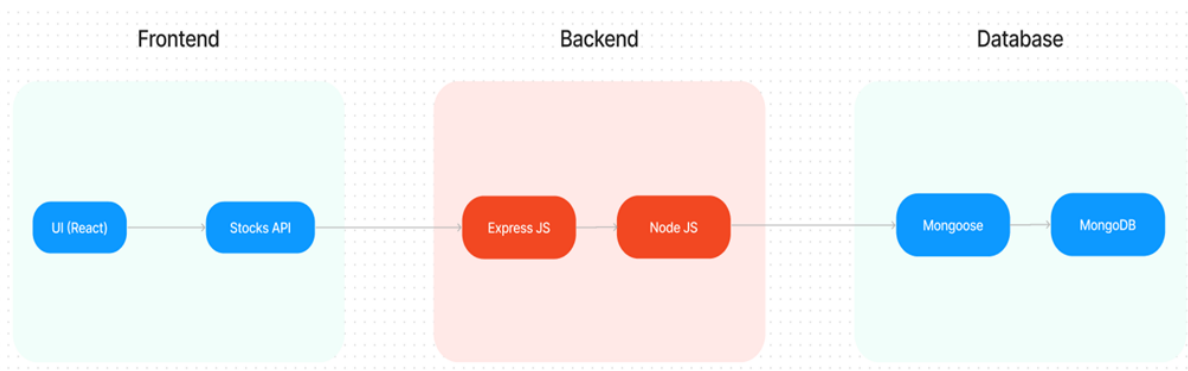 Frontend
Backend
Database
UI (React)
Stocks API
Express JS
Node JS
Mongoose
MongoDB